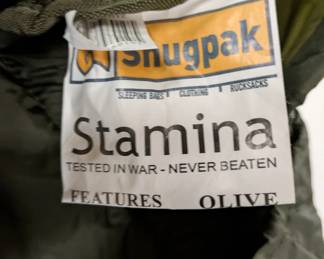 Snugpak
SLEEPING BAGS CLOTHING RUCKSACKS
Stamina
TESTED IN WAR - NEVER BEATEN
FEATURES OLIVE